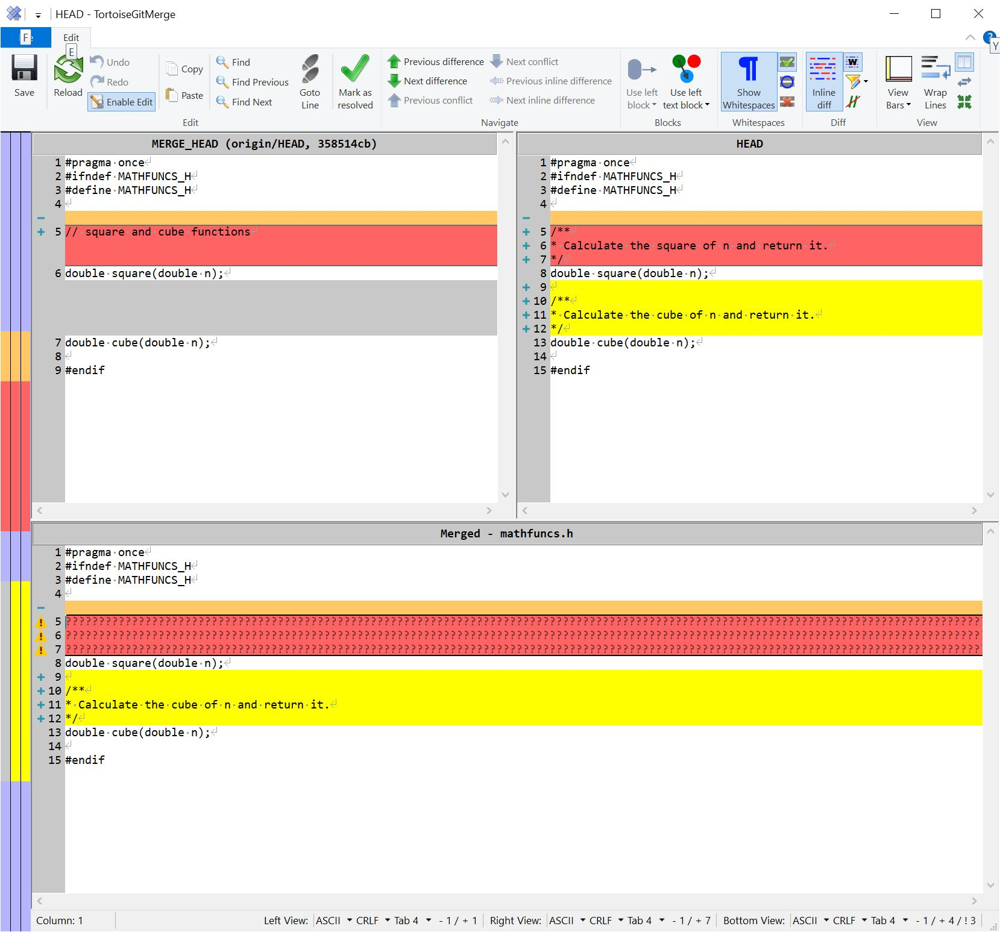 HEAD - TortoiseGitMerge
F
Edit
E
Y
Save
Reload
Undo
Redo
Enable Edit
Copy
Paste
Find
Find Previous
Find Next
Goto Line
Mark as resolved
Edit
Previous difference
Next difference
Previous conflict
Next conflict
Previous inline difference
Next inline difference
Navigate
Use left block
Use left text block
Blocks
Show Whitespaces
Whitespaces
Inline diff
Diff
View Bars
Wrap Lines
View
MERGE_HEAD (origin/HEAD, 358514cb)
1 #pragma once
2 #ifndef MATHFUNCS_H
3 #define MATHFUNCS_H
4
-
+ 5 // square and cube functions
6 double square(double n);
7 double cube(double n);
8
9 #endif
HEAD
1 #pragma once
2 #ifndef MATHFUNCS_H
3 #define MATHFUNCS_H
4
-
+ 5 /**
+ 6 * Calculate the square of n and return it.
+ 7 */
8 double square(double n);
+ 9
+ 10 /**
+ 11 * Calculate the cube of n and return it.
+ 12 */
13 double cube(double n);
14
15 #endif
Merged - mathfuncs.h
1 #pragma once
2 #ifndef MATHFUNCS_H
3 #define MATHFUNCS_H
4
-
5 ??????????????????????????????????????????????????????????????????????????????????????????????????????????????????????????????????????????
6 ??????????????????????????????????????????????????????????????????????????????????????????????????????????????????????????????????????????
7 ??????????????????????????????????????????????????????????????????????????????????????????????????????????????????????????????????????????
8 double square(double n);
+ 9
+ 10 /**
+ 11 * Calculate the cube of n and return it.
+ 12 */
13 double cube(double n);
14
15 #endif
Column: 1 Left View: ASCII CRLF Tab 4 - 1 / + 1 Right View: ASCII CRLF Tab 4 - 1 / + 7 Bottom View: ASCII CRLF Tab 4 - 1 / + 4 / ! 3